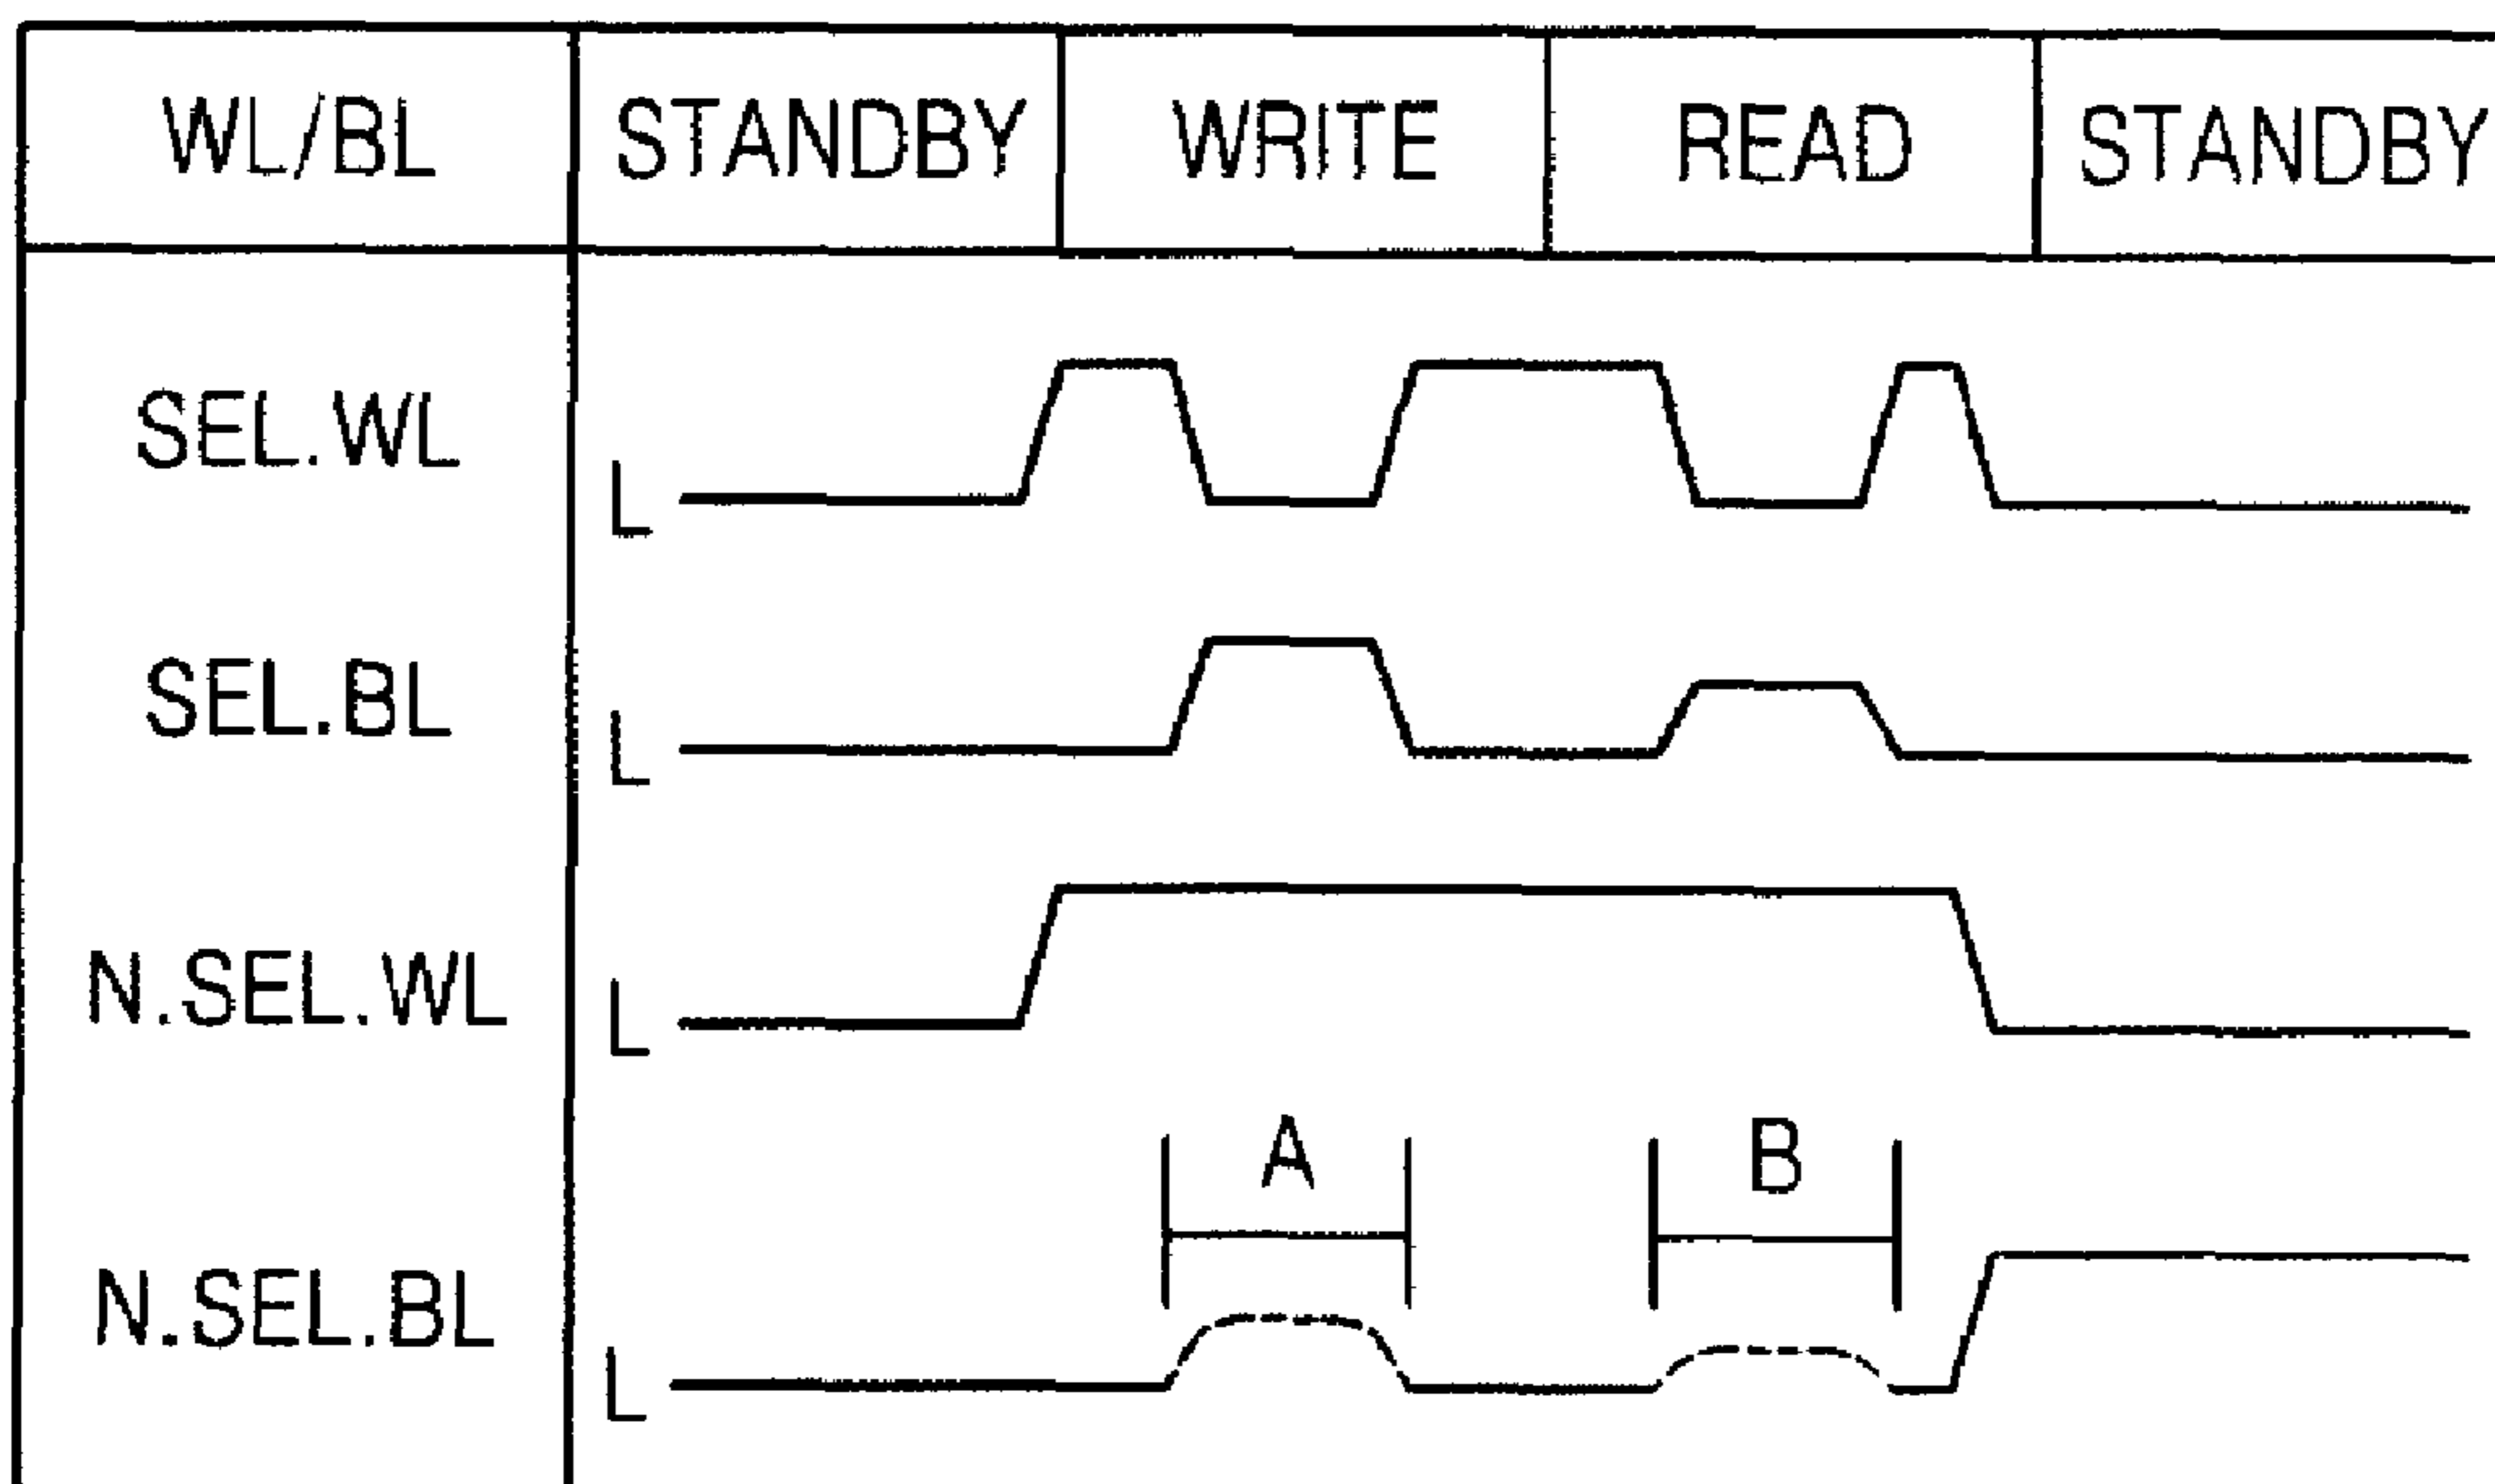 WL/BL STANDBY WRITE READ STANDBY
SEL.WL L
SEL.BL L
N.SEL.WL L
A B
N.SEL.BL L